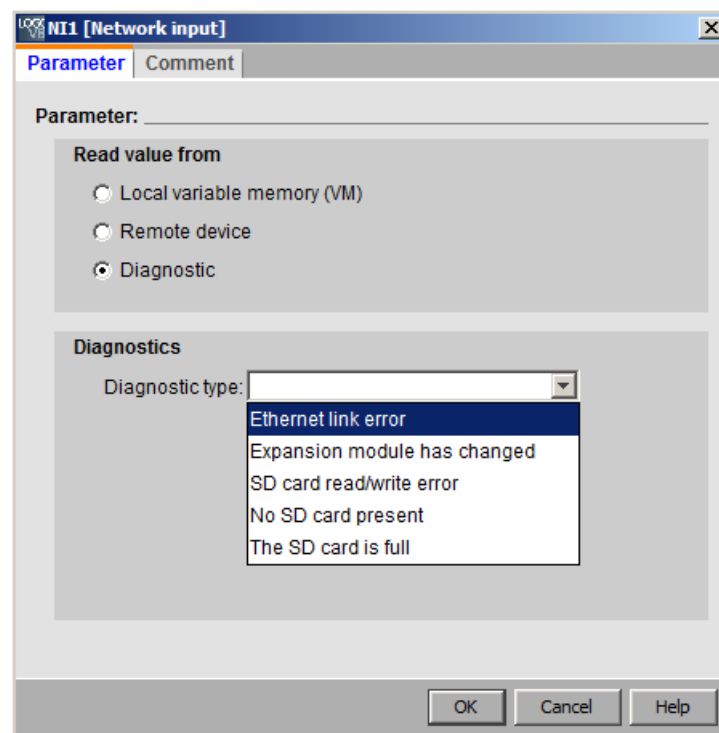 NI1 [Network input]
Parameter Comment
Parameter:
Read value from
Local variable memory (VM)
Remote device
Diagnostic
Diagnostics
Diagnostic type:
Ethernet link error
Expansion module has changed
SD card read/write error
No SD card present
The SD card is full
OK Cancel Help